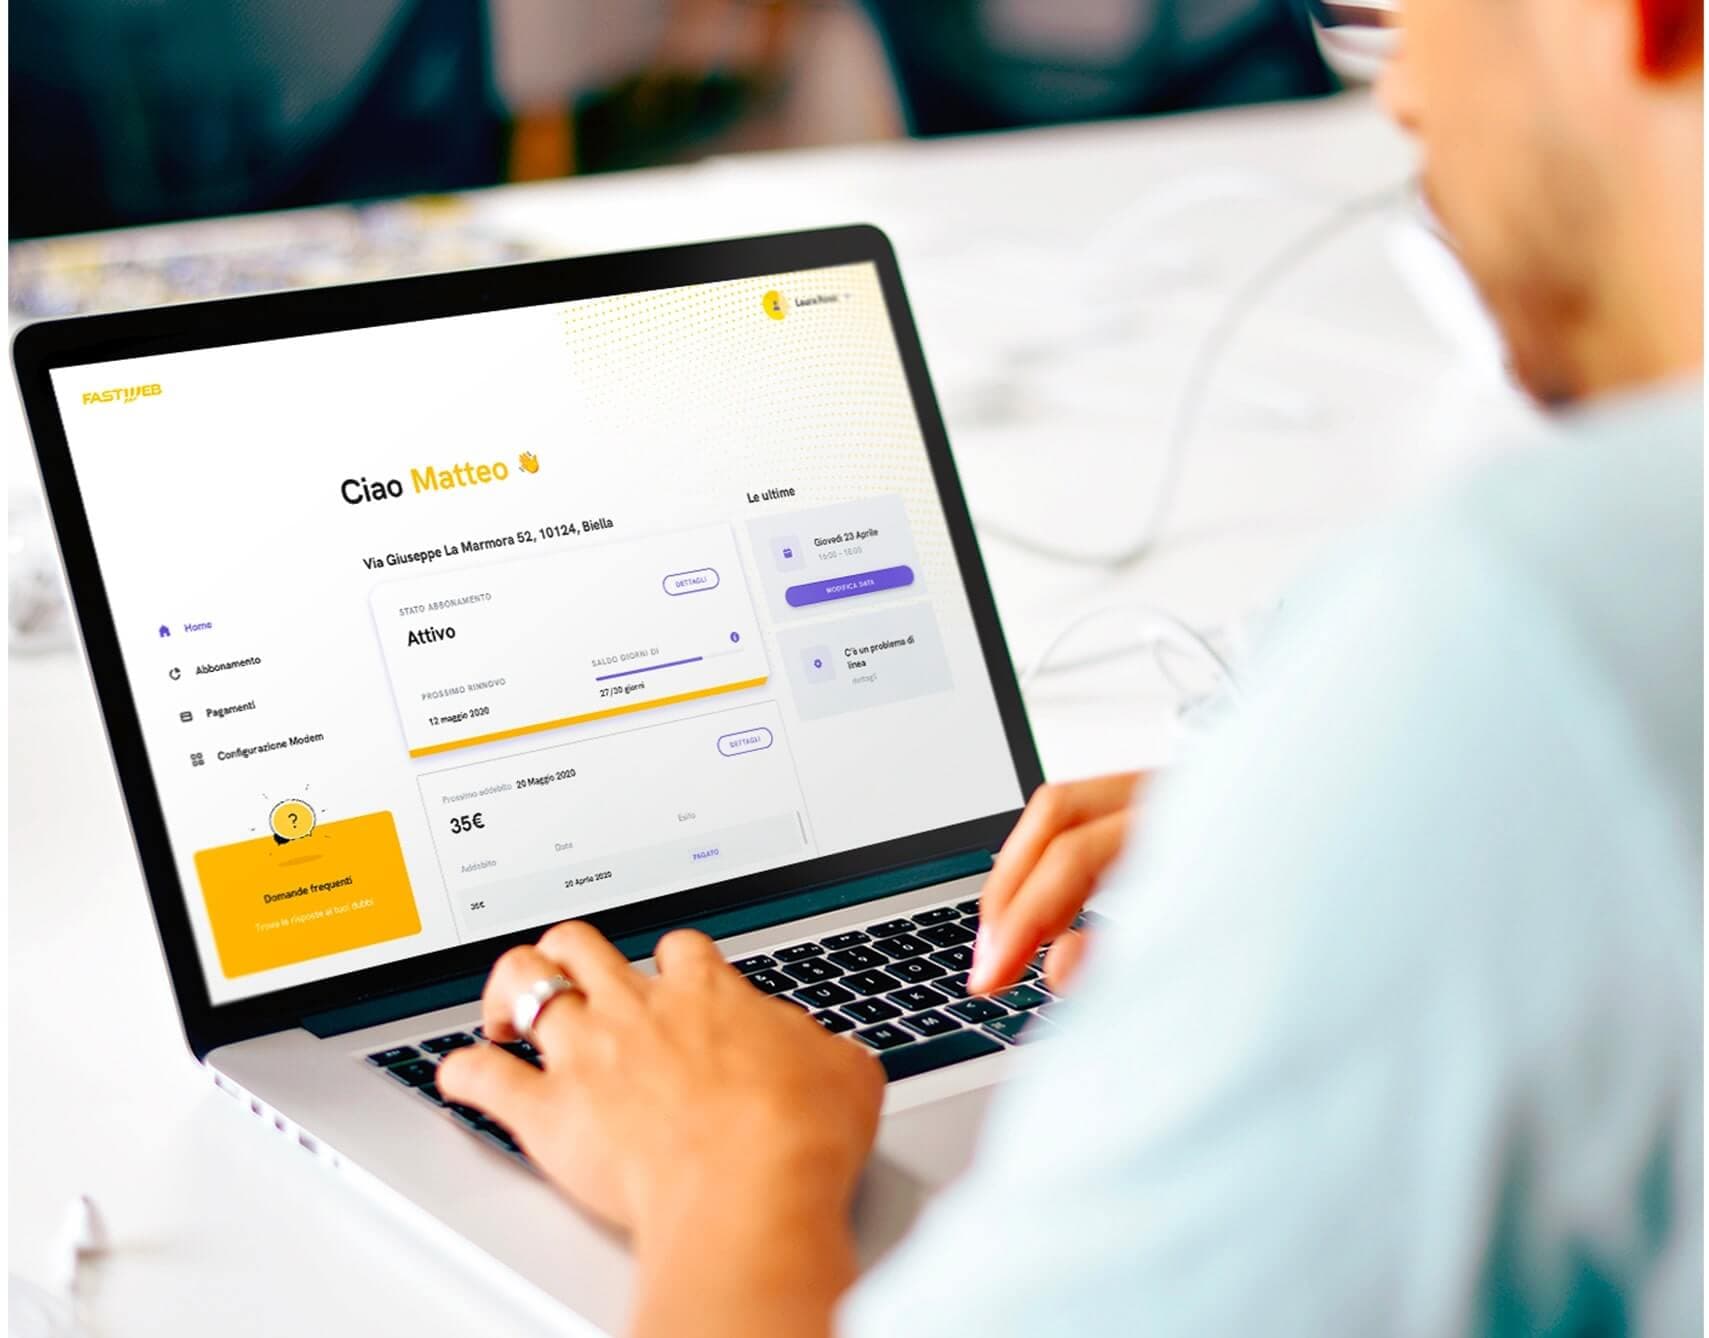 FASTWEB
Laura Rossi
Ciao Matteo 👋
Via Giuseppe La Marmora 52, 10124, Biella
Home
Abbonamento
Pagamenti
Configurazione Modem
?
Domande frequenti
Trova le risposte ai tuoi dubbi
STATO ABBONAMENTO
DETTAGLI
Attivo
PROSSIMO RINNOVO
12 maggio 2020
SALDO GIORNI DI
27/30 giorni
Prossimo addebito 20 Maggio 2020
DETTAGLI
35€
Addebito
Data
Esito
35€
20 Aprile 2020
PAGATO
Le ultime
Giovedì 23 Aprile
16:00 - 18:00
MODIFICA DATA
C'è un problema di
linea
dettagli